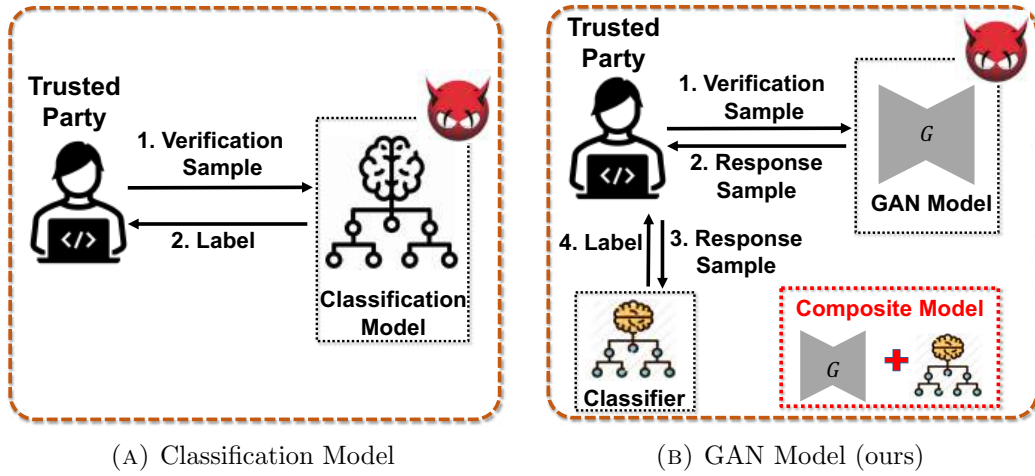 Trusted
Party
1. Verification
Sample
</>
2. Label
Classification
Model
(A) Classification Model
Trusted
Party
1. Verification
Sample
</>
2. Response
Sample
G
GAN Model
4. Label
3. Response
Sample
Classifier
Composite Model
G
(B) GAN Model (ours)